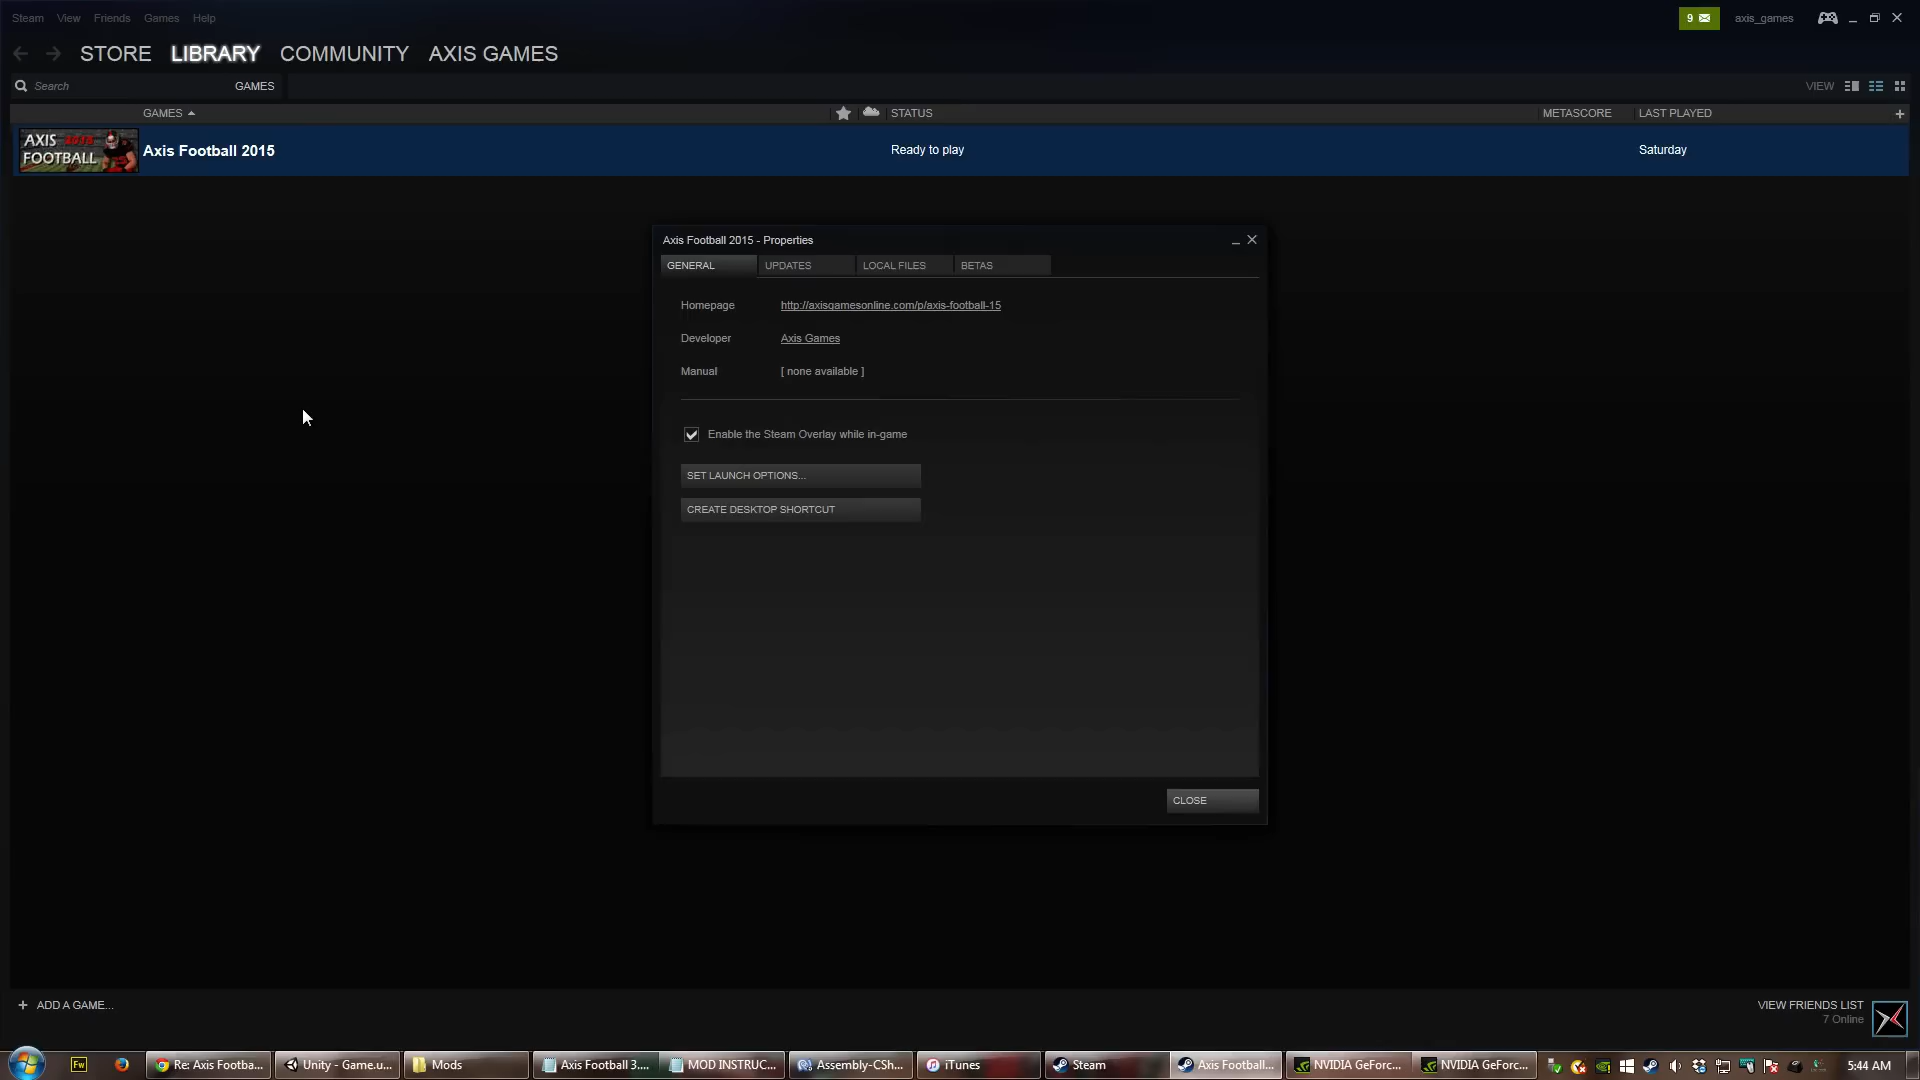 Steam View Friends Games Help
9 axis_games
STORE LIBRARY COMMUNITY AXIS GAMES
Search GAMES VIEW
GAMES STATUS METASCORE LAST PLAYED +
AXIS 2015 FOOTBALL
Axis Football 2015 Ready to play Saturday
Axis Football 2015 - Properties
GENERAL UPDATES LOCAL FILES BETAS
Homepage http://axisgamesonline.com/p/axis-football-15
Developer Axis Games
Manual [ none available ]
Enable the Steam Overlay while in-game
SET LAUNCH OPTIONS...
CREATE DESKTOP SHORTCUT
CLOSE
+ ADD A GAME...
VIEW FRIENDS LIST
7 Online
Fw Re: Axis Footba... Unity - Game.u... Mods Axis Football 3.... MOD INSTRUC... Assembly-CSh... iTunes Steam Axis Football... NVIDIA GeForc... NVIDIA GeForc... 5:44 AM